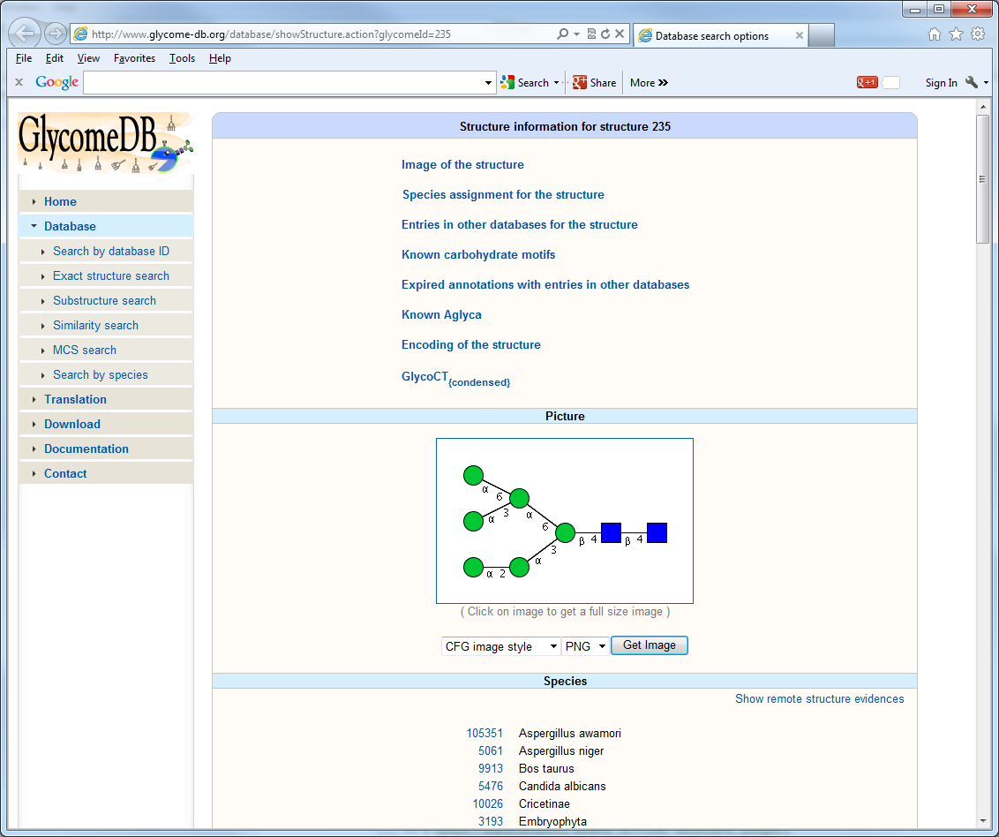 http://www.glycome-db.org/database/showStructure.action?glycomeId=235
Database search options
File Edit View Favorites Tools Help
x Google Search Share More »
g +1
Sign In
GlycomeDB
Home
Database
Search by database ID
Exact structure search
Substructure search
Similarity search
MCS search
Search by species
Translation
Download
Documentation
Contact
Structure information for structure 235
Image of the structure
Species assignment for the structure
Entries in other databases for the structure
Known carbohydrate motifs
Expired annotations with entries in other databases
Known Aglyca
Encoding of the structure
GlycoCT{condensed}
Picture
α 6
α 3
α 6
β 4
β 4
α 3
α 2
( Click on image to get a full size image )
CFG image style PNG Get Image
Species
Show remote structure evidences
105351 Aspergillus awamori
5061 Aspergillus niger
9913 Bos taurus
5476 Candida albicans
10026 Cricetinae
3193 Embryophyta